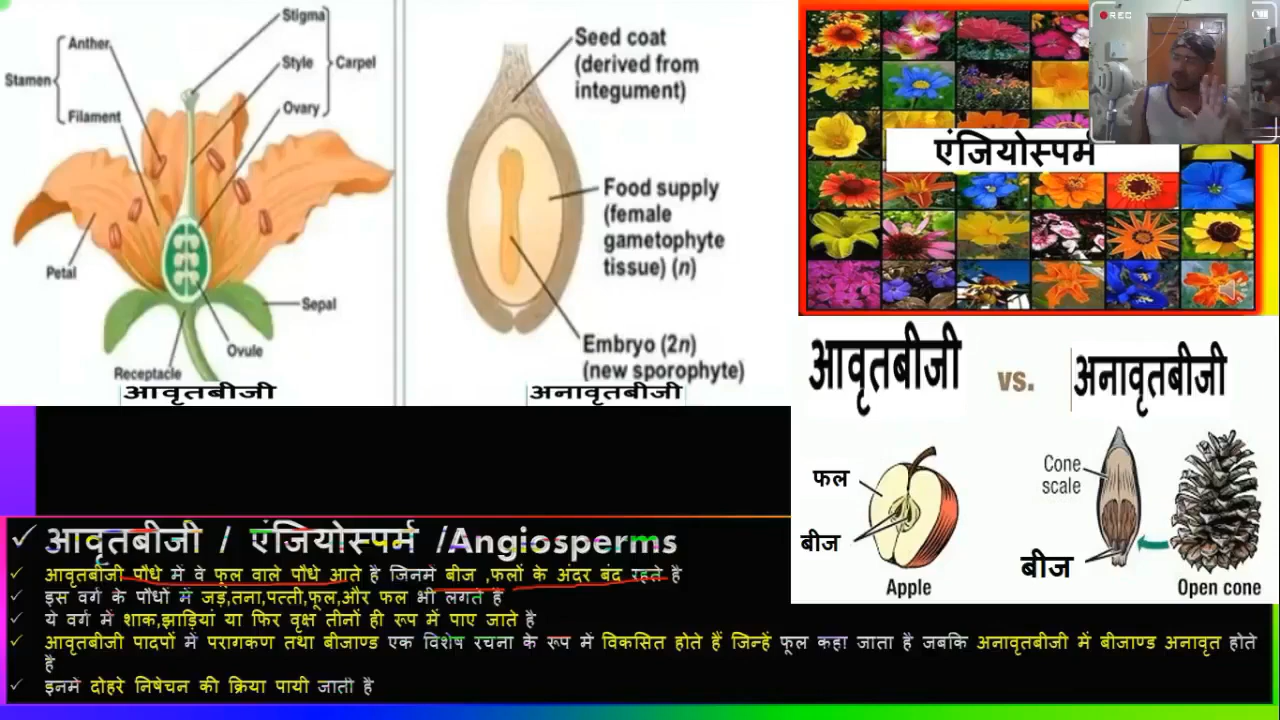 Stigma
Anther
Style
Carpel
Stamen
Ovary
Filament
Petal
Sepal
Ovule
Receptacle
आवृतबीजी
Seed coat
(derived from
integument)
Food supply
(female
gametophyte
tissue) (n)
Embryo (2n)
(new sporophyte)
अनावृतबीजी
REC
एंजियोस्पर्म
आवृतबीजी vs. अनावृतबीजी
फल
बीज
Apple
Cone
scale
बीज
Open cone
आवृतबीजी / एंजियोस्पर्म /Angiosperms
आवृतबीजी पौधे में वे फूल वाले पौधे आते है जिनमें बीज ,फलों के अंदर बंद रहते है
इस वर्ग के पौधों में जड़,तना,पत्ती,फूल,और फल भी लगते है
ये वर्ग में शाक,झाड़ियां या फिर वृक्ष तीनों ही रूप में पाए जाते है
आवृतबीजी पादपों में परागकण तथा बीजाण्ड एक विशेष रचना के रूप में विकसित होते हैं जिन्हें फूल कहा जाता है जबकि अनावृतबीजी में बीजाण्ड अनावृत होते
है
इनमें दोहरे निषेचन की क्रिया पायी जाती है